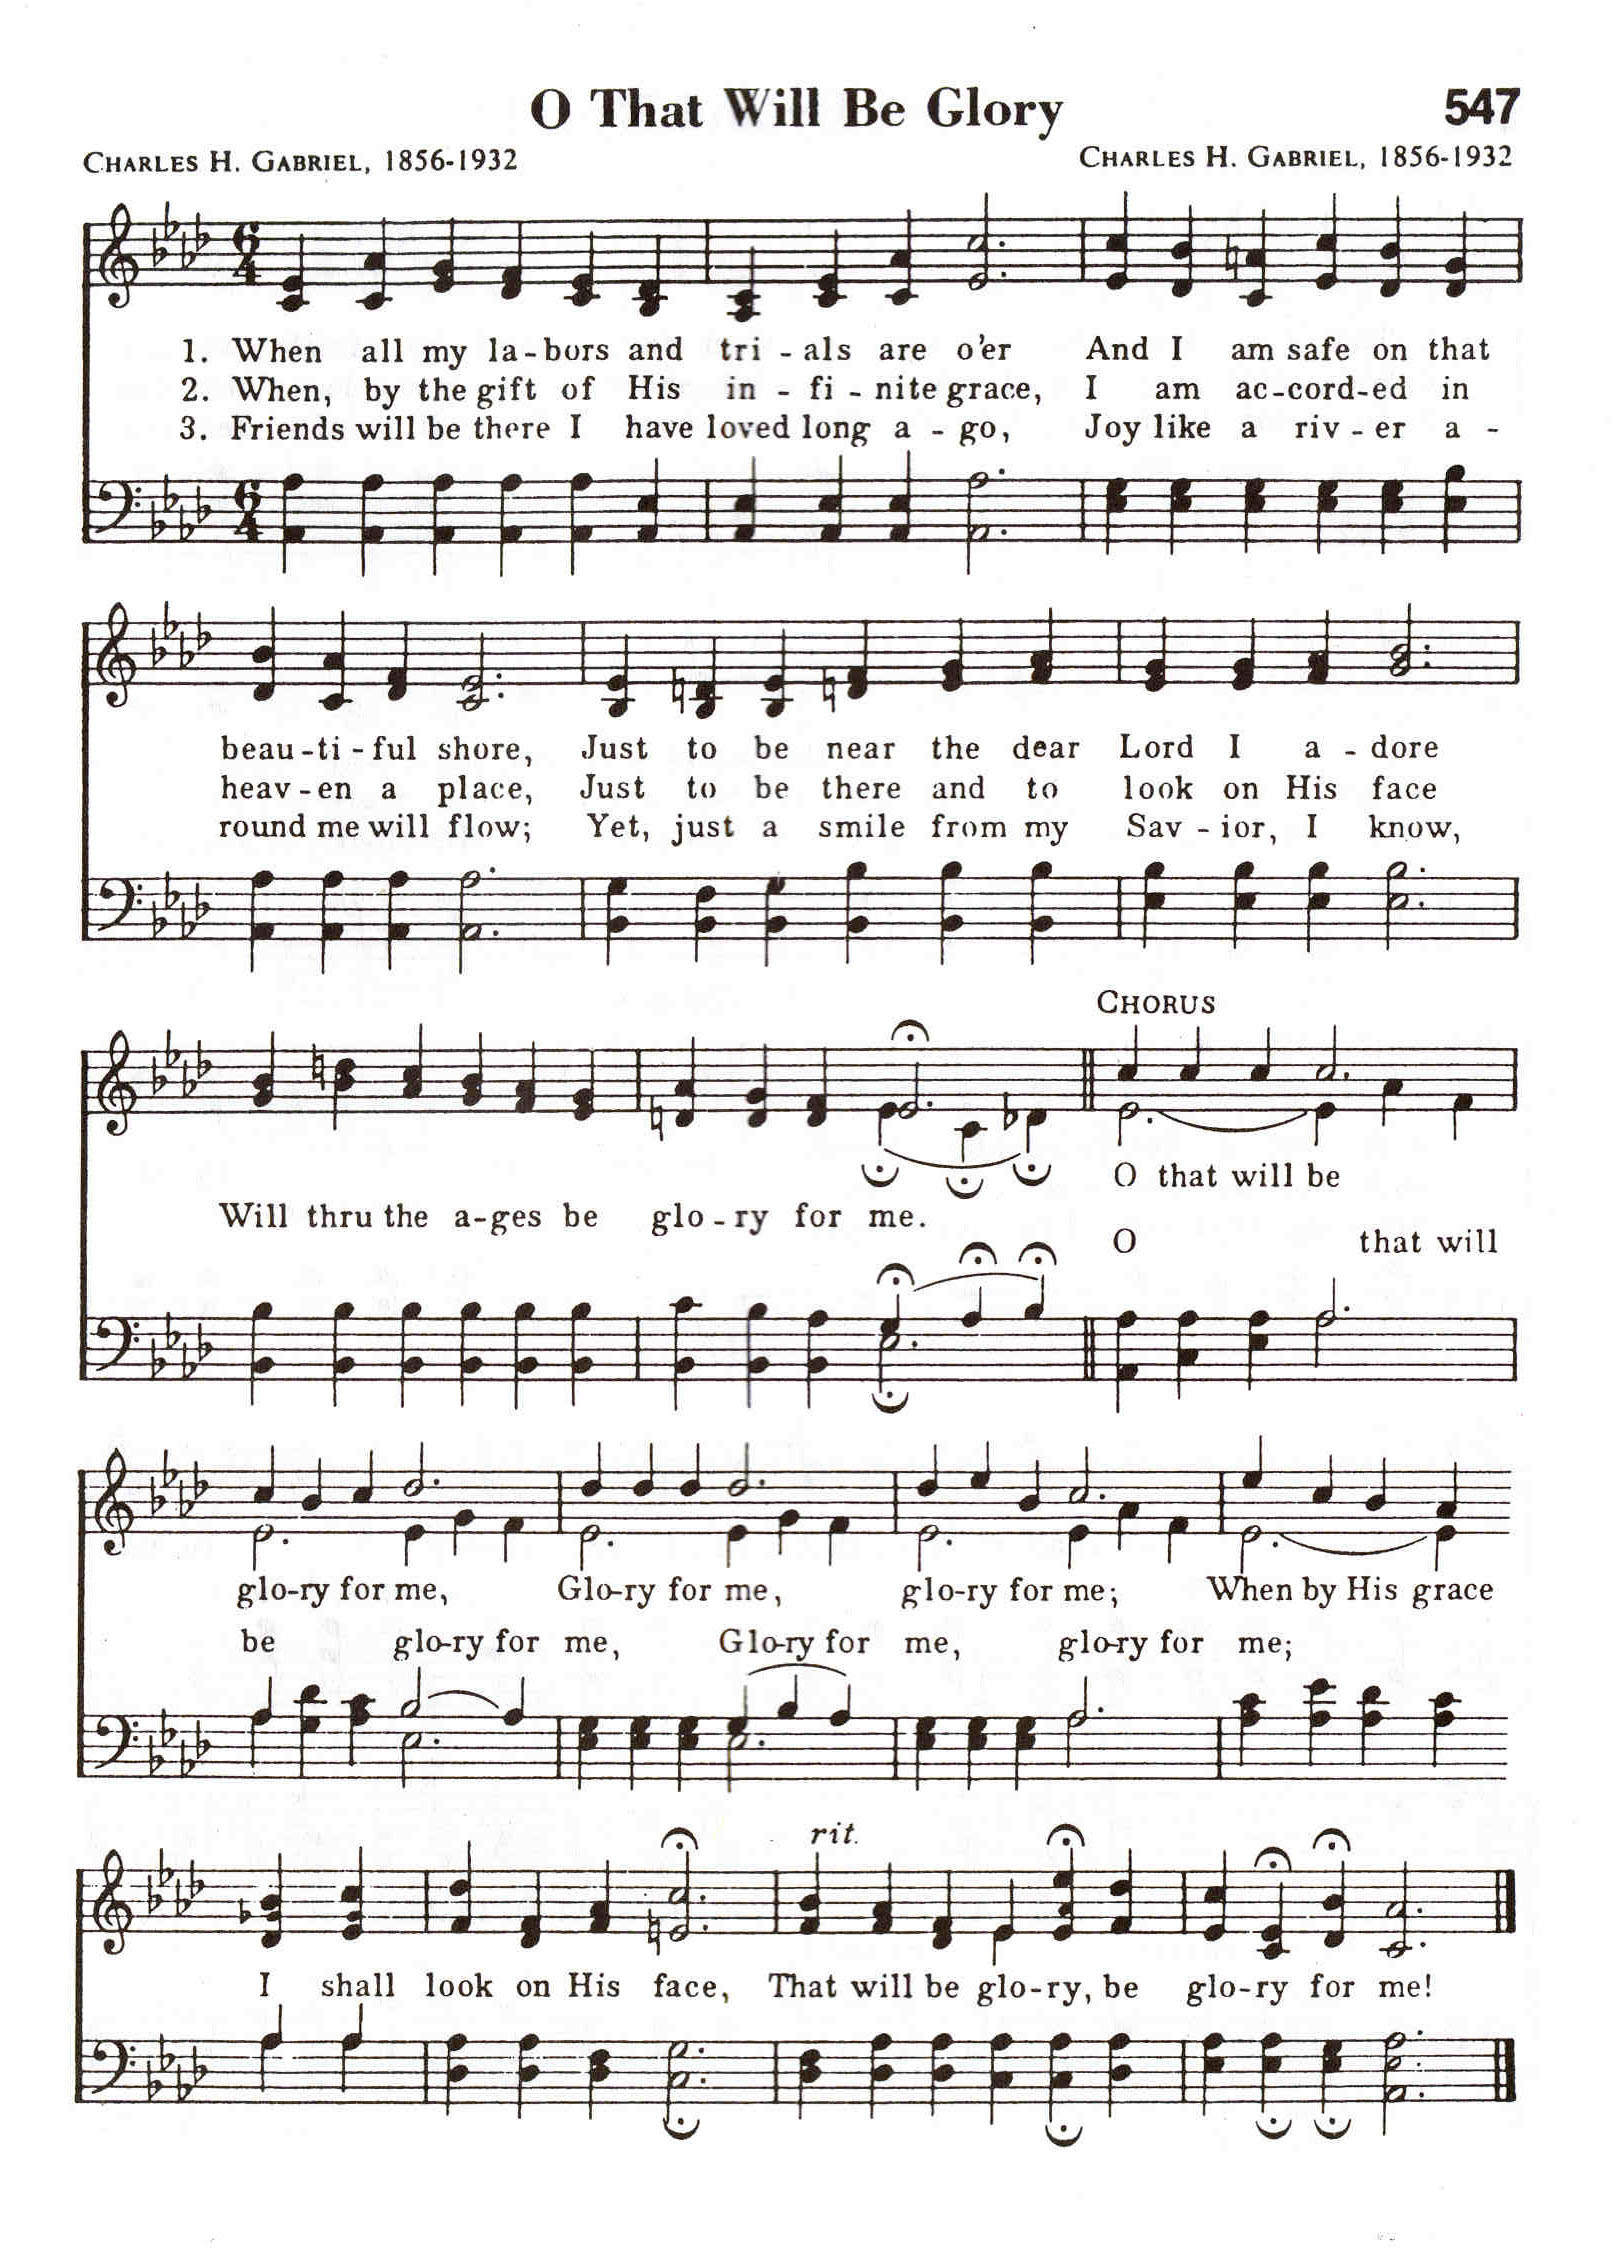 O That Will Be Glory
547
CHARLES H. GABRIEL, 1856-1932
CHARLES H. GABRIEL, 1856-1932
1. When all my la-bors and tri - als are o'er And I am safe on that
2. When, by the gift of His in - fi - nite grace, I am ac-cord-ed in
3. Friends will be there I have loved long a - go, Joy like a riv - er a -
beau-ti - ful shore, Just to be near the dear Lord I a - dore
heav-en a place, Just to be there and to look on His face
round me will flow; Yet, just a smile from my Sav - ior, I know,
CHORUS
O that will be
Will thru the a-ges be glo - ry for me.
O that will
glo-ry for me, Glo-ry for me, glo-ry for me; When by His grace
be glo-ry for me, Glo-ry for me, glo-ry for me;
rit.
I shall look on His face, That will be glo-ry, be glo-ry for me!